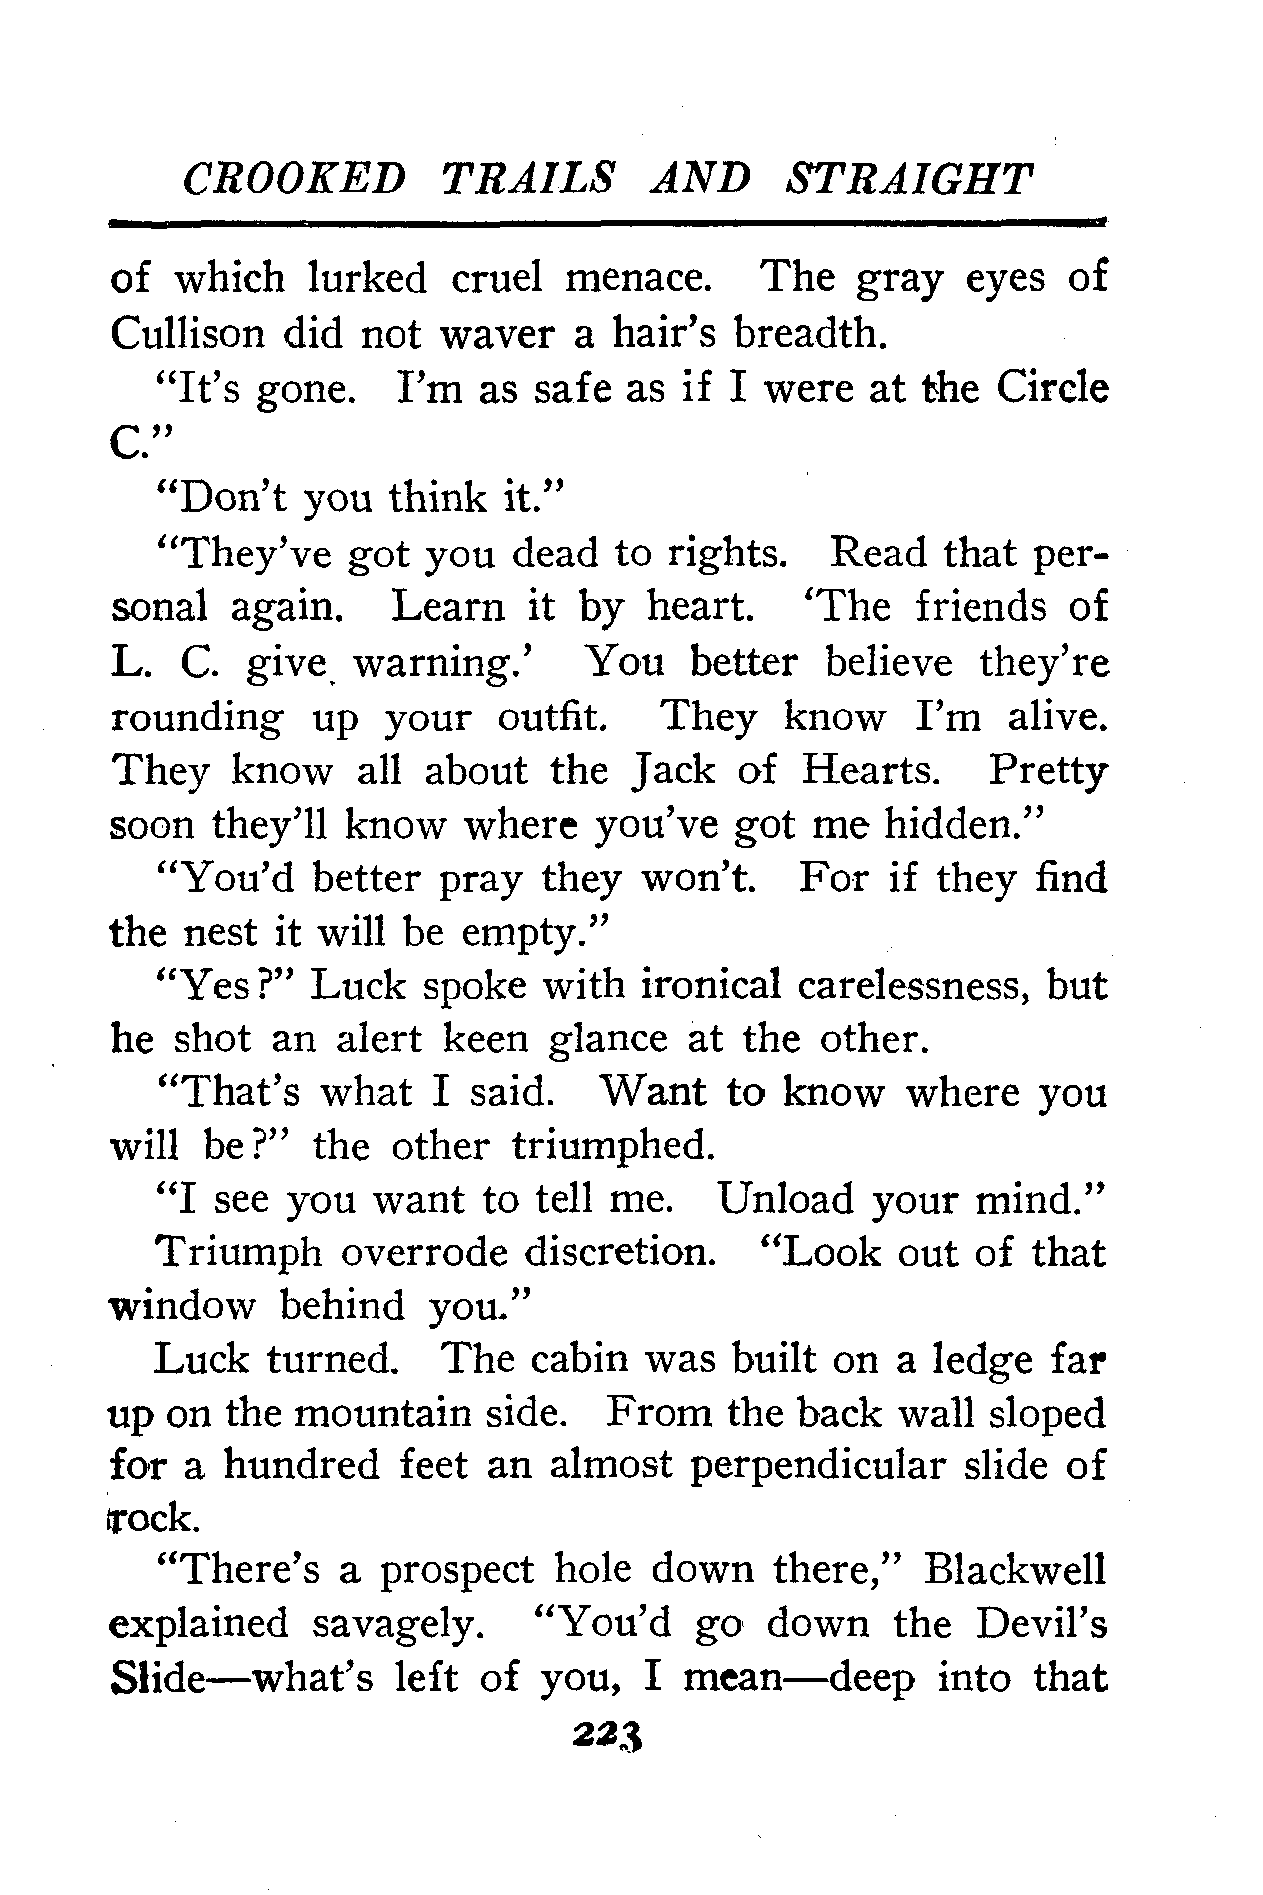 CROOKED TRAILS AND STRAIGHT
of which lurked cruel menace. The gray eyes of
Cullison did not waver a hair's breadth.
“It's gone. I'm as safe as if I were at the Circle
C.”
“Don't you think it.”
“They've got you dead to rights. Read that per-
sonal again. Learn it by heart. ‘The friends of
L. C. give warning.’ You better believe they're
rounding up your outfit. They know I'm alive.
They know all about the Jack of Hearts. Pretty
soon they'll know where you've got me hidden.”
“You'd better pray they won't. For if they find
the nest it will be empty.”
“Yes?” Luck spoke with ironical carelessness, but
he shot an alert keen glance at the other.
“That's what I said. Want to know where you
will be?” the other triumphed.
“I see you want to tell me. Unload your mind.”
Triumph overrode discretion. “Look out of that
window behind you.”
Luck turned. The cabin was built on a ledge far
up on the mountain side. From the back wall sloped
for a hundred feet an almost perpendicular slide of
rock.
“There's a prospect hole down there,” Blackwell
explained savagely. “You'd go down the Devil's
Slide—what's left of you, I mean—deep into that
223